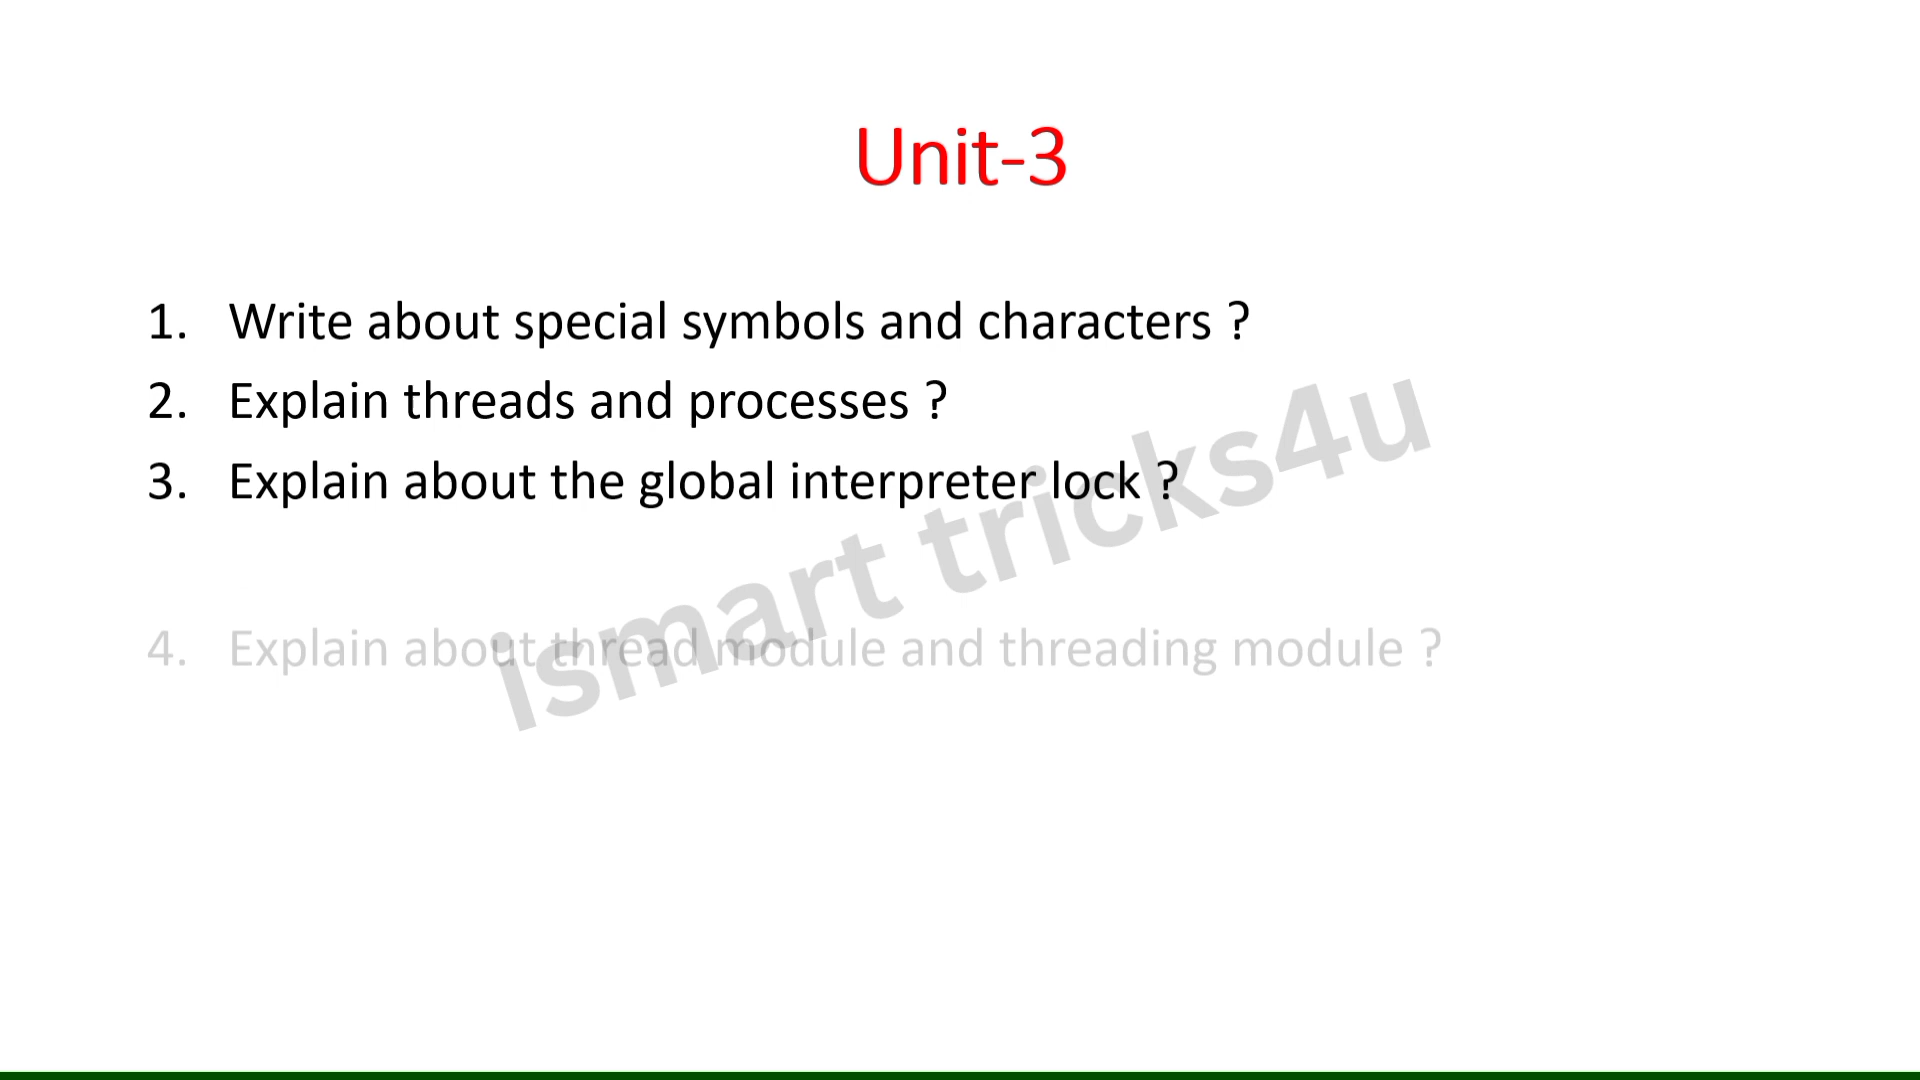 Unit-3
1. Write about special symbols and characters ?
2. Explain threads and processes ?
3. Explain about the global interpreter lock ?
4. Explain about thread module and threading module ?
ismart tricks4u